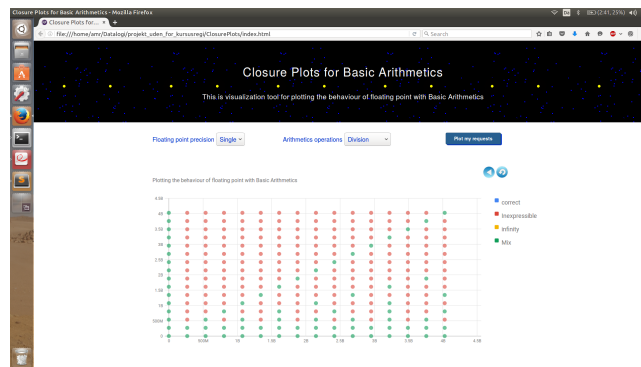 Closure Plots for Basic Arithmetics - Mozilla Firefox
(2:41, 25%)
Closure Plots for... × +
file:///home/amr/Datalogi/projekt_uden_for_kursusregi/ClosurePlots/index.html
Search
Closure Plots for Basic Arithmetics
This is visualization tool for plotting the behaviour of floating point with Basic Arithmetics
Floating point precision Single Arithmetics operations Division Plot my requests
Plotting the behaviour of floating point with Basic Arithmetics
4.5B
4B
3.5B
3B
2.5B
2B
1.5B
1B
500M
0
0 500M 1B 1.5B 2B 2.5B 3B 3.5B 4B 4.5B
correct
Inexpressible
infinity
Mix